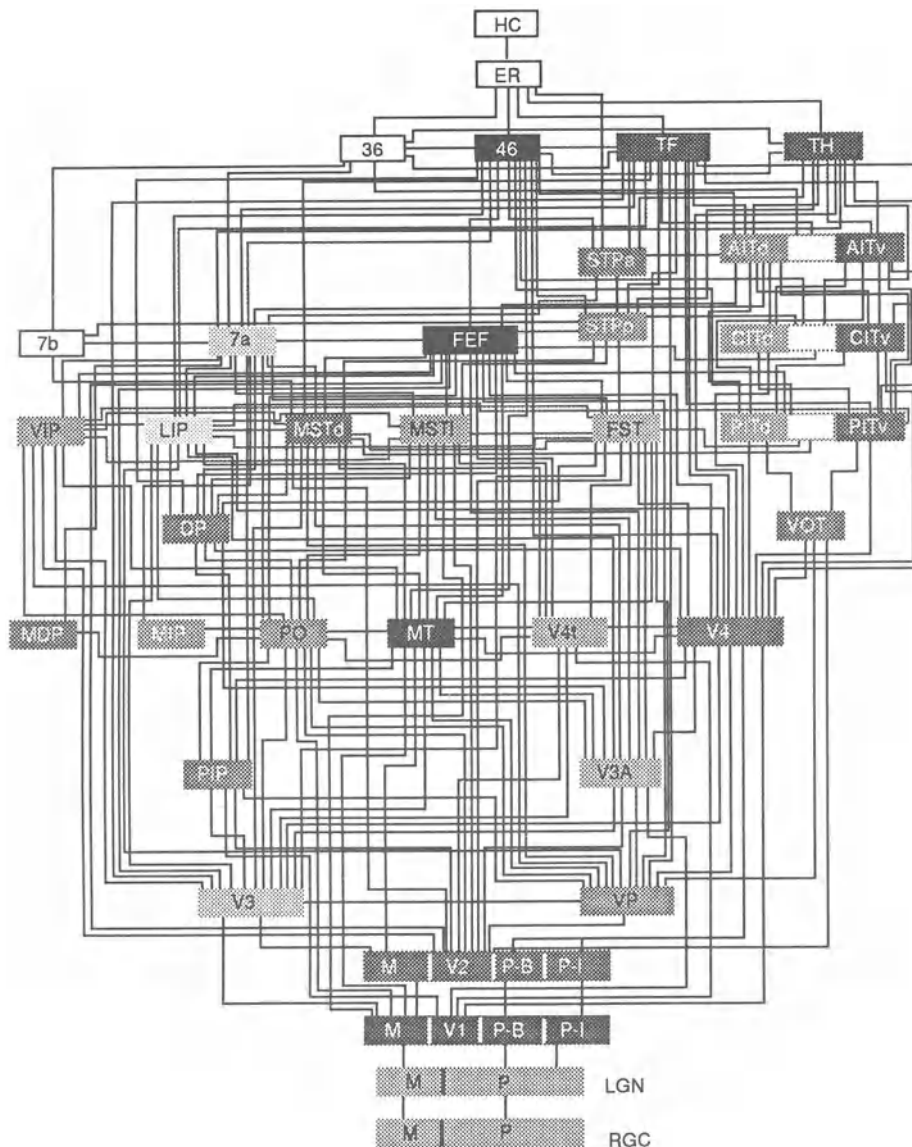 HC
ER
36 46 TF TH
STPa AITd AITv
7b 7a FEF STPp CITd CITv
VIP LIP MSTd MSTl FST PITd PITv
DP VOT
MDP MIP PO MT V4t V4
PIP V3A
V3 VP
M V2 P-B P-I
M V1 P-B P-I
M P LGN
M P RGC